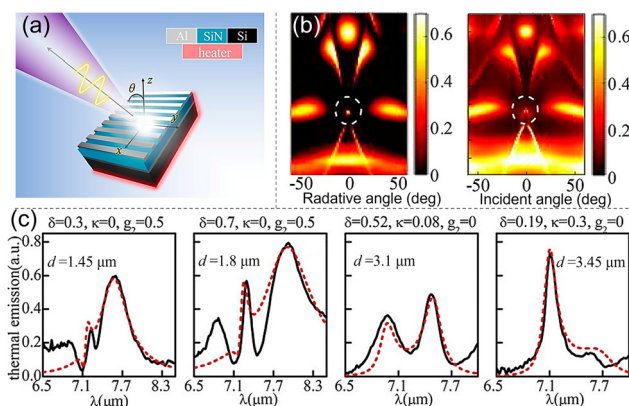 (a)
Al SiN Si
heater
θ z
x y
(b)
0.6
0.4
0.2
0
-50 0 50
Radative angle (deg)
0.6
0.4
0.2
0
-50 0 50
Incident angle (deg)
(c)
δ=0.3, κ=0, g₂=0.5
δ=0.7, κ=0, g₂=0.5
δ=0.52, κ=0.08, g₂=0
δ=0.19, κ=0.3, g₂=0
thermal emission(a.u.)
0.8
0.6
0.4
0.2
0.0
d =1.45 μm
d =1.8 μm
d =3.1 μm
d =3.45 μm
6.5 7.1 7.7 8.3
6.5 7.1 7.7 8.3
6.5 7.1 7.7
6.5 7.1 7.7
λ(μm)
λ(μm)
λ(μm)
λ(μm)